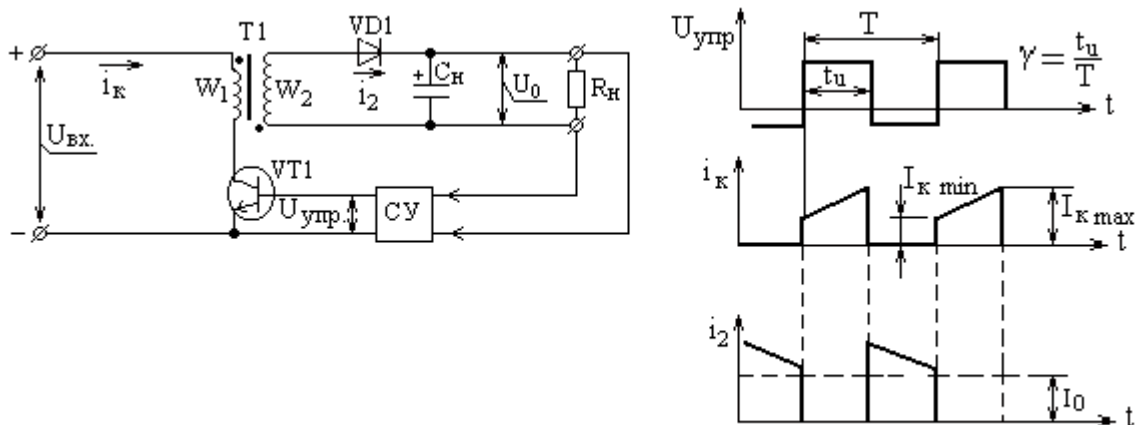 T1
VD1
+
iк
W1
W2
i2
+
Cн
U0
Rн
Uвх.
VT1
Uупр.
СУ
−
Uупр
T
tu
γ = tu/T
t
iк
Iк min
Iк max
t
i2
I0
t